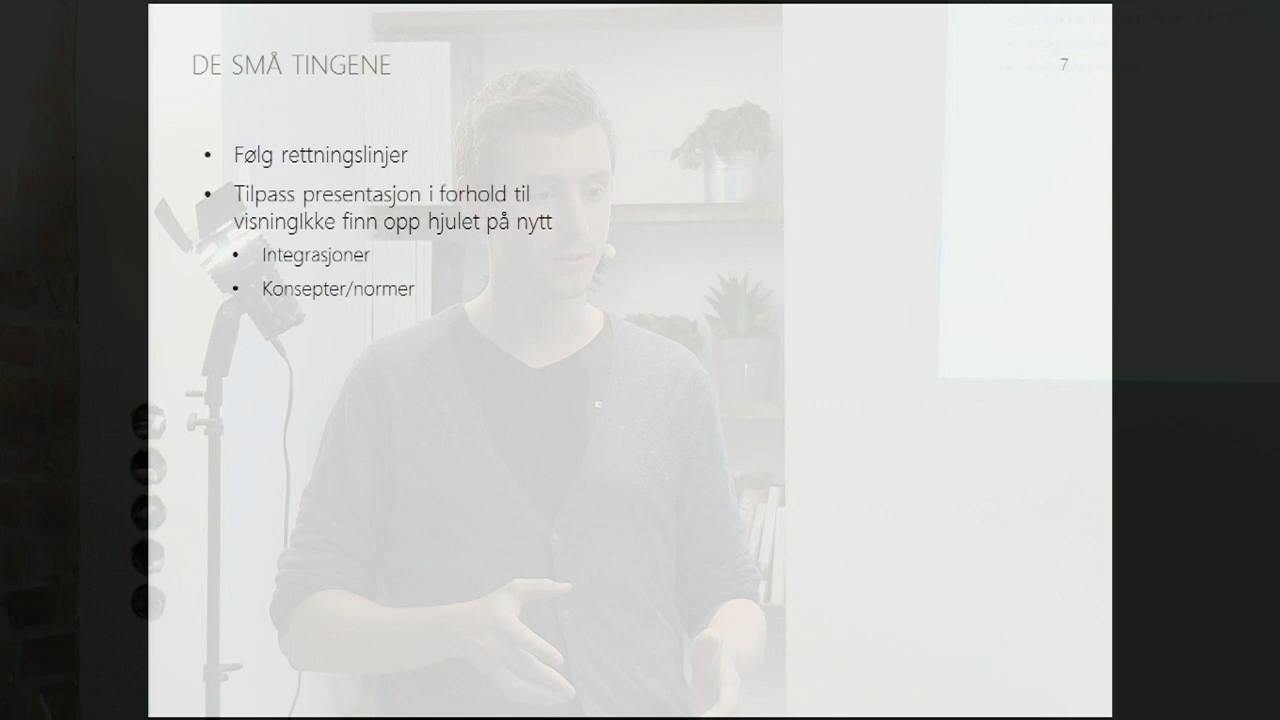 DE SMÅ TINGENE
7
• Følg rettningslinjer
• Tilpass presentasjon i forhold til
visningIkke finn opp hjulet på nytt
• Integrasjoner
• Konsepter/normer